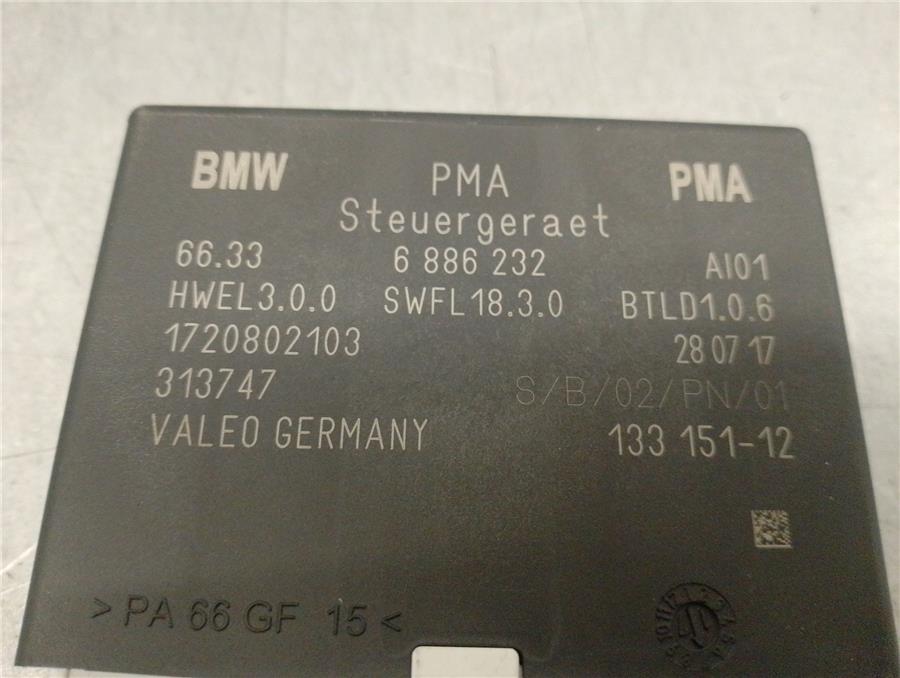 BMW PMA PMA
Steuergeraet
66.33 6 886 232 AI01
HWEL3.0.0 SWFL18.3.0 BTLD1.0.6
1720802103 28 07 17
313747 S/B/02/PN/01
VALEO GERMANY 133 151-12
>PA 66 GF 15<